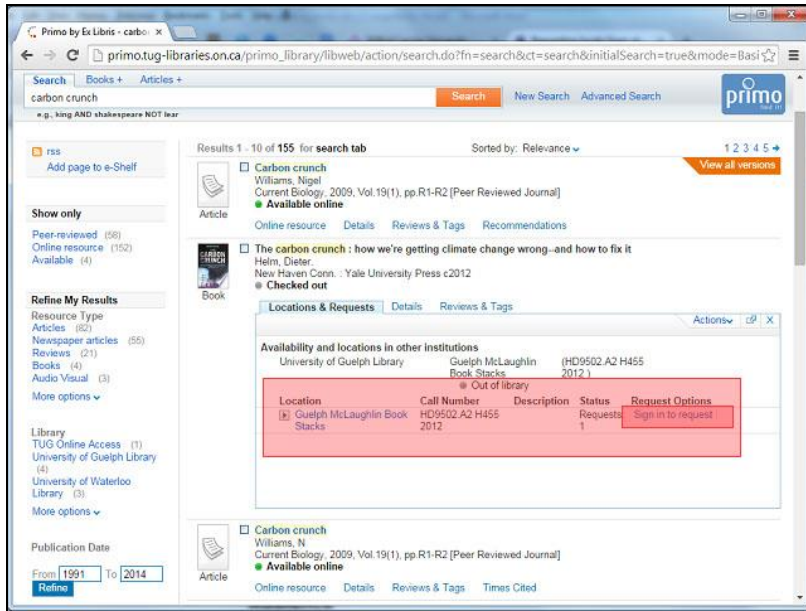 Primo by Ex Libris - carbo
primo.tug-libraries.on.ca/primo_library/libweb/action/search.do?fn=search&ct=search&initialSearch=true&mode=Basi
Search Books + Articles +
carbon crunch Search New Search Advanced Search
primo
e.g., king AND shakespeare NOT lear
rss
Add page to e-Shelf
Show only
Peer-reviewed (58)
Online resource (152)
Available (4)
Refine My Results
Resource Type
Articles (82)
Newspaper articles (55)
Reviews (21)
Books (4)
Audio Visual (3)
More options
Library
TUG Online Access (1)
University of Guelph Library
(4)
University of Waterloo
Library (3)
More options
Publication Date
From 1991 To 2014
Refine
Results 1 - 10 of 155 for search tab Sorted by: Relevance 1 2 3 4 5
View all versions
Article
Carbon crunch
Williams, Nigel
Current Biology, 2009, Vol.19(1), pp.R1-R2 [Peer Reviewed Journal]
Available online
Online resource Details Reviews & Tags Recommendations
CARBON
Book
The carbon crunch : how we're getting climate change wrong--and how to fix it
Helm, Dieter.
New Haven Conn. : Yale University Press c2012
Checked out
Locations & Requests Details Reviews & Tags
Actions X
Availability and locations in other institutions
University of Guelph Library Guelph McLaughlin (HD9502.A2 H455
Book Stacks 2012 )
Out of library
Location Call Number Description Status Request Options
Guelph McLaughlin Book HD9502.A2 H455 Requests: Sign in to request
Stacks 2012 1
Article
Carbon crunch
Williams, N
Current Biology, 2009, Vol.19(1), pp.R1-R2 [Peer Reviewed Journal]
Available online
Online resource Details Reviews & Tags Times Cited